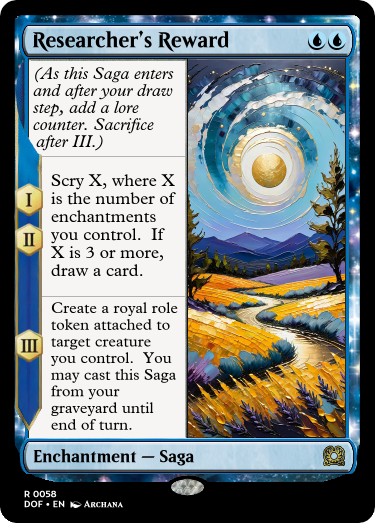 Researcher's Reward
(As this Saga enters
and after your draw
step, add a lore
counter. Sacrifice
after III.)
I
II
Scry X, where X
is the number of
enchantments
you control. If
X is 3 or more,
draw a card.
III
Create a royal role
token attached to
target creature
you control. You
may cast this Saga
from your
graveyard until
end of turn.
Enchantment — Saga
R 0058
DOF • EN Archana